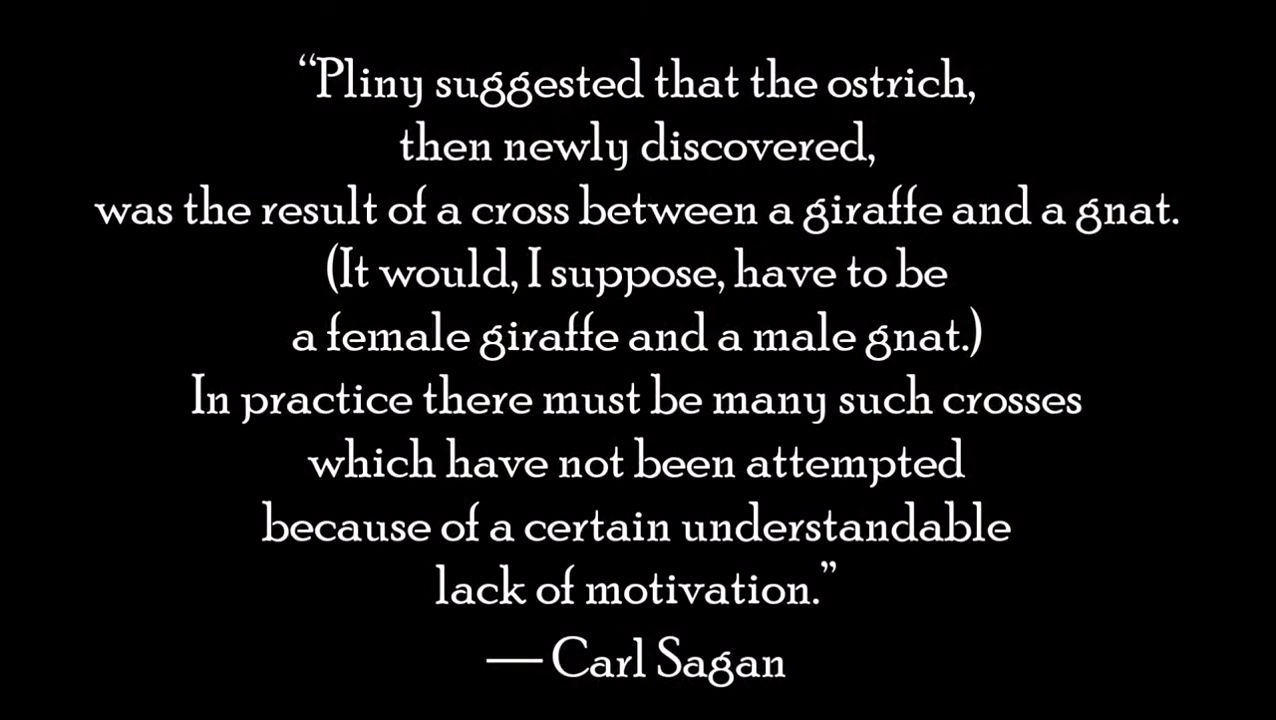 “Pliny suggested that the ostrich,
then newly discovered,
was the result of a cross between a giraffe and a gnat.
(It would, I suppose, have to be
a female giraffe and a male gnat.)
In practice there must be many such crosses
which have not been attempted
because of a certain understandable
lack of motivation.”
— Carl Sagan